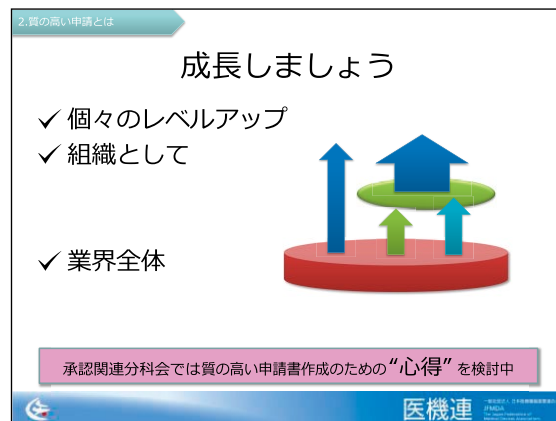 2.質の高い申請とは
成長しましょう
✓ 個々のレベルアップ
✓ 組織として
✓ 業界全体
承認関連分科会では質の高い申請書作成のための“心得”を検討中
医機連
JFMDA